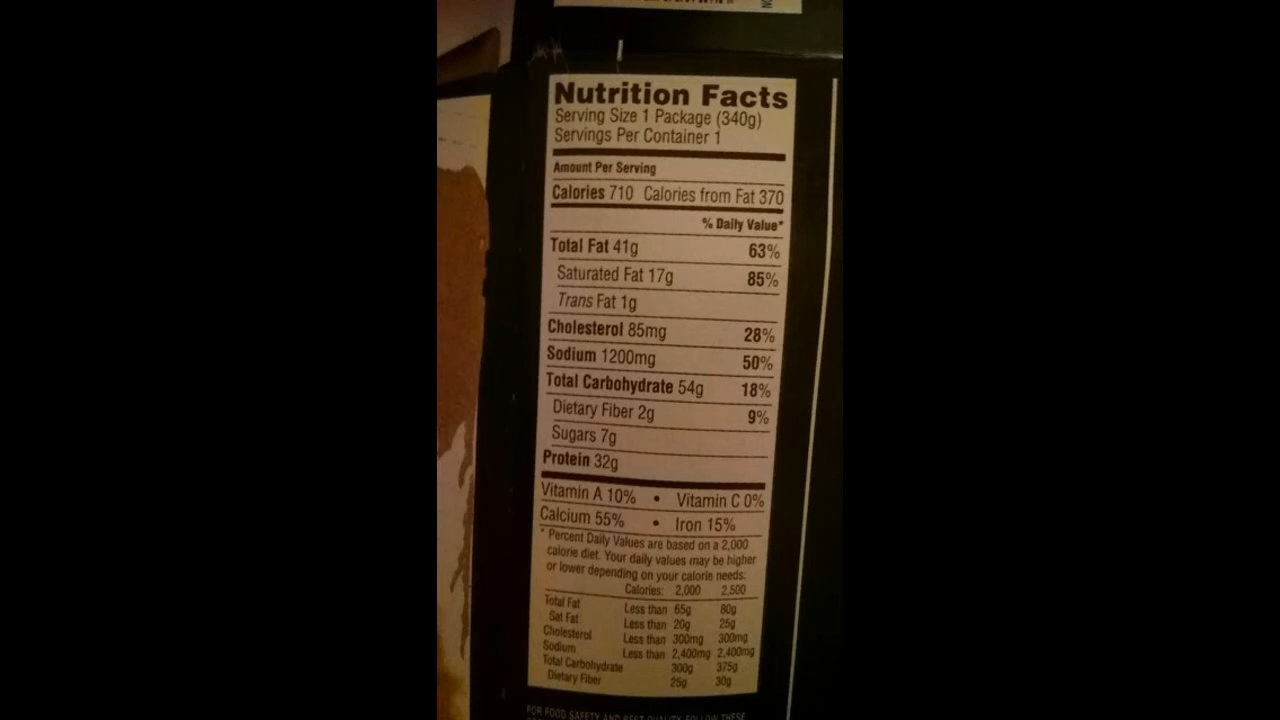 Nutrition Facts
Serving Size 1 Package (340g)
Servings Per Container 1
Amount Per Serving
Calories 710 Calories from Fat 370
% Daily Value*
Total Fat 41g 63%
Saturated Fat 17g 85%
Trans Fat 1g
Cholesterol 85mg 28%
Sodium 1200mg 50%
Total Carbohydrate 54g 18%
Dietary Fiber 2g 9%
Sugars 7g
Protein 32g
Vitamin A 10% • Vitamin C 0%
Calcium 55% • Iron 15%
* Percent Daily Values are based on a 2,000
calorie diet. Your daily values may be higher
or lower depending on your calorie needs:
Calories: 2,000 2,500
Total Fat Less than 65g 80g
Sat Fat Less than 20g 25g
Cholesterol Less than 300mg 300mg
Sodium Less than 2,400mg 2,400mg
Total Carbohydrate 300g 375g
Dietary Fiber 25g 30g
FOR FOOD SAFETY AND BEST QUALITY, FOLLOW THESE